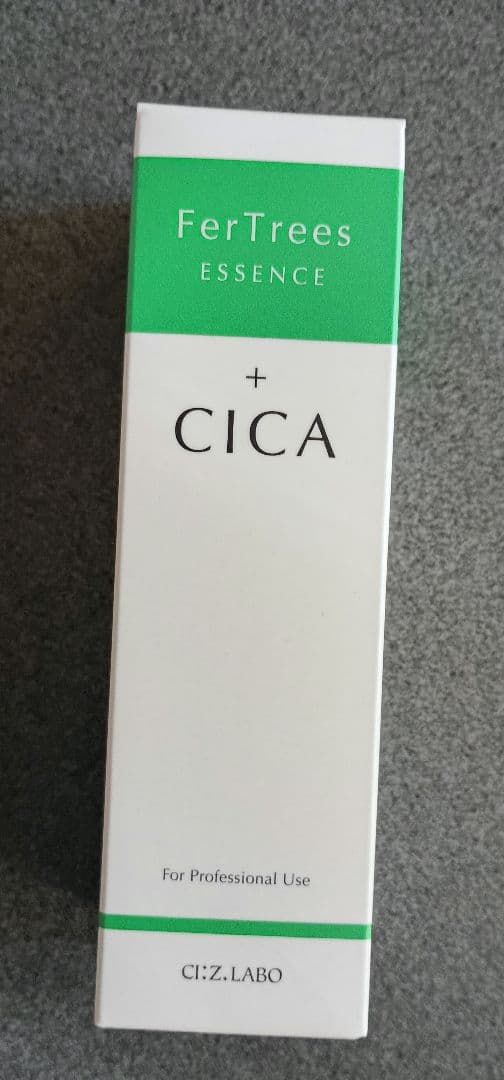 FerTrees
ESSENCE
+
CICA
For Professional Use
CI:Z.LABO